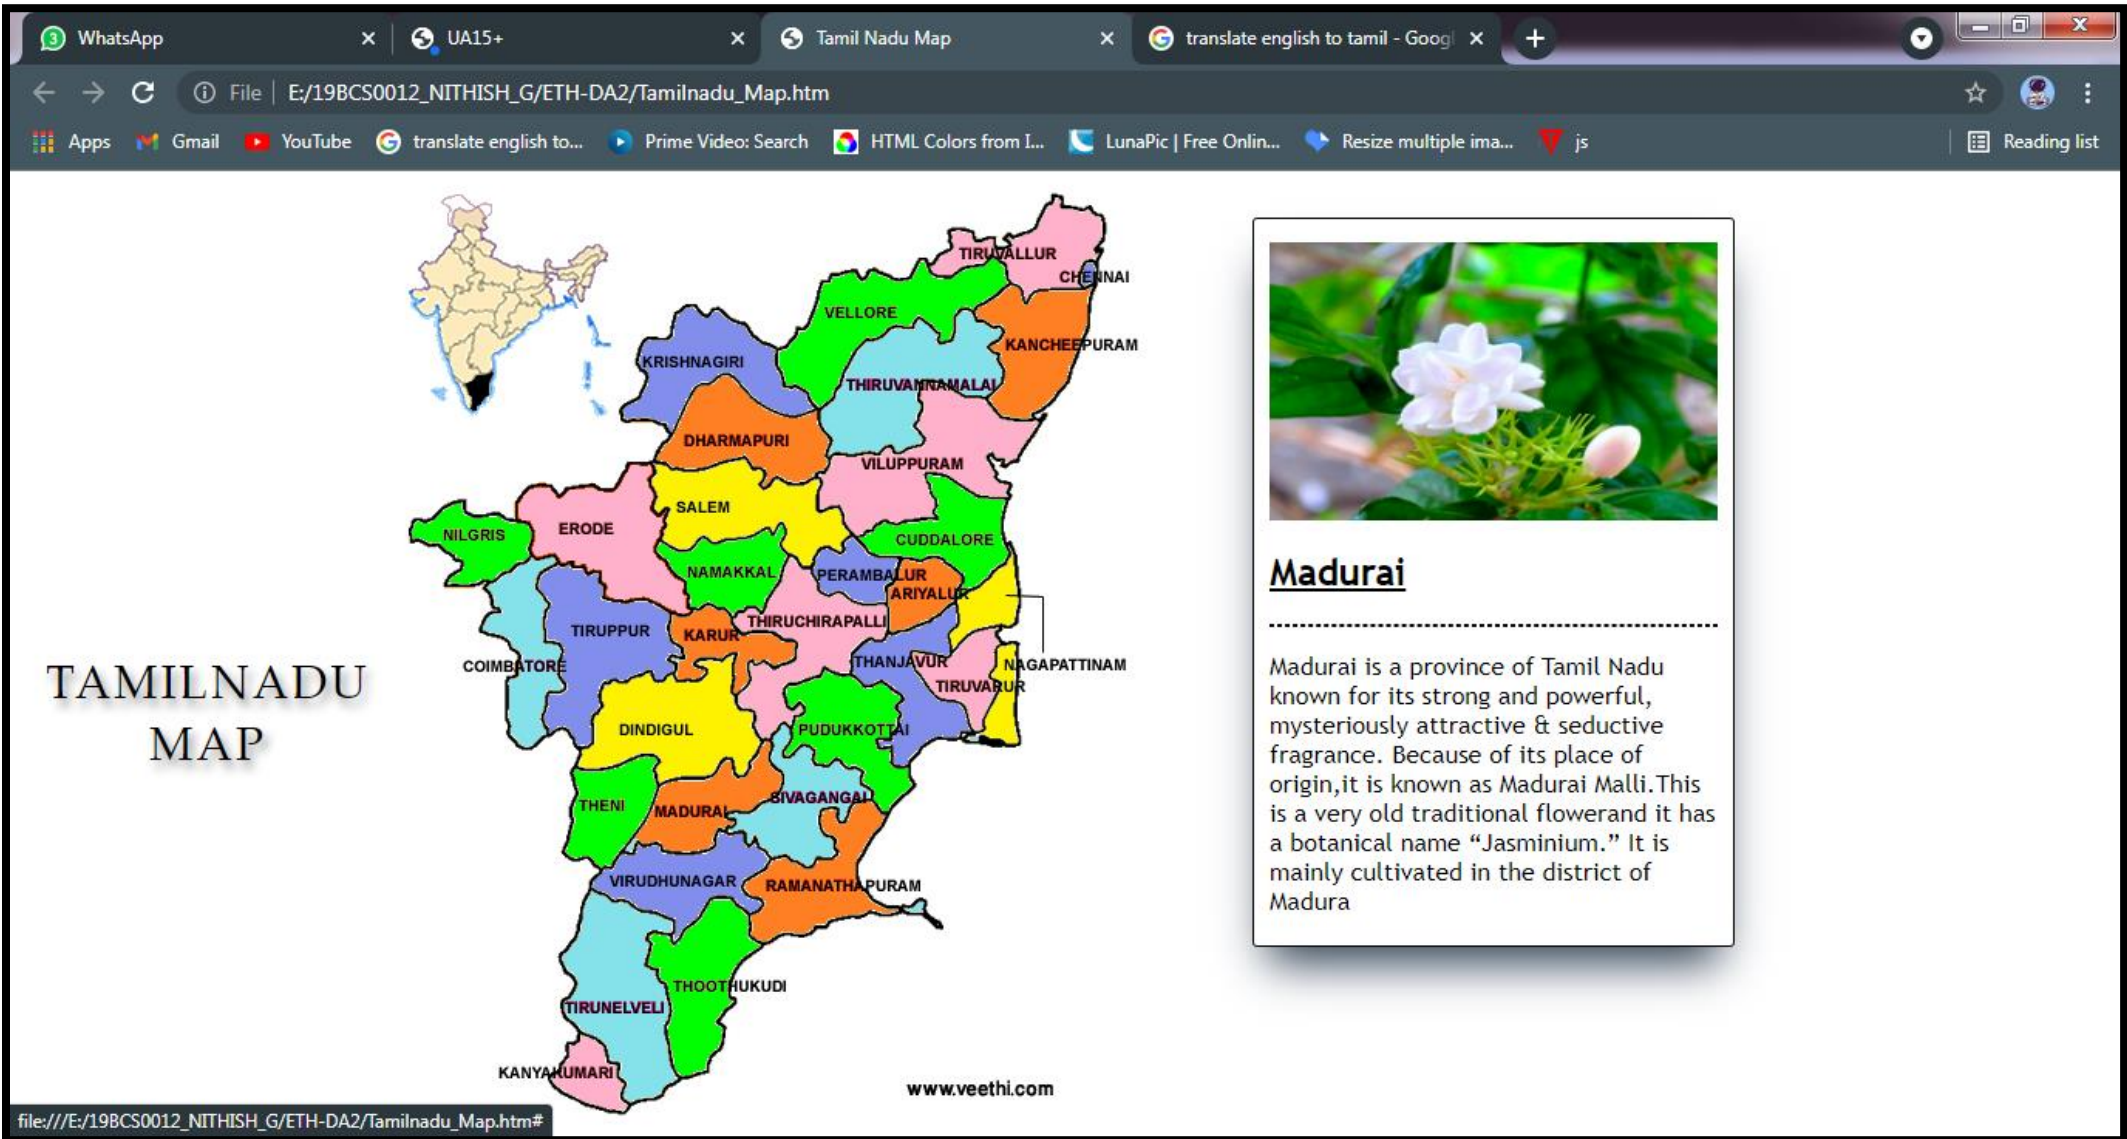 3 WhatsApp
UA15+
Tamil Nadu Map
translate english to tamil - Googl
File | E:/19BCS0012_NITHISH_G/ETH-DA2/Tamilnadu_Map.htm
Apps
Gmail
YouTube
translate english to...
Prime Video: Search
HTML Colors from I...
LunaPic | Free Onlin...
Resize multiple ima...
js
Reading list
TAMILNADU
MAP
TIRUVALLUR
CHENNAI
VELLORE
KANCHEEPURAM
KRISHNAGIRI
THIRUVANNAMALAI
DHARMAPURI
VILUPPURAM
SALEM
ERODE
NILGRIS
CUDDALORE
NAMAKKAL
PERAMBALUR
ARIYALUR
THIRUCHIRAPALLI
TIRUPPUR
KARUR
COIMBATORE
THANJAVUR
NAGAPATTINAM
TIRUVARUR
DINDIGUL
PUDUKKOTTAI
THENI
MADURAI
SIVAGANGAI
VIRUDHUNAGAR
RAMANATHAPURAM
THOOTHUKUDI
TIRUNELVELI
KANYAKUMARI
www.veethi.com
Madurai
Madurai is a province of Tamil Nadu
known for its strong and powerful,
mysteriously attractive & seductive
fragrance. Because of its place of
origin,it is known as Madurai Malli.This
is a very old traditional flowerand it has
a botanical name “Jasminium.” It is
mainly cultivated in the district of
Madura
file:///E:/19BCS0012_NITHISH_G/ETH-DA2/Tamilnadu_Map.htm#